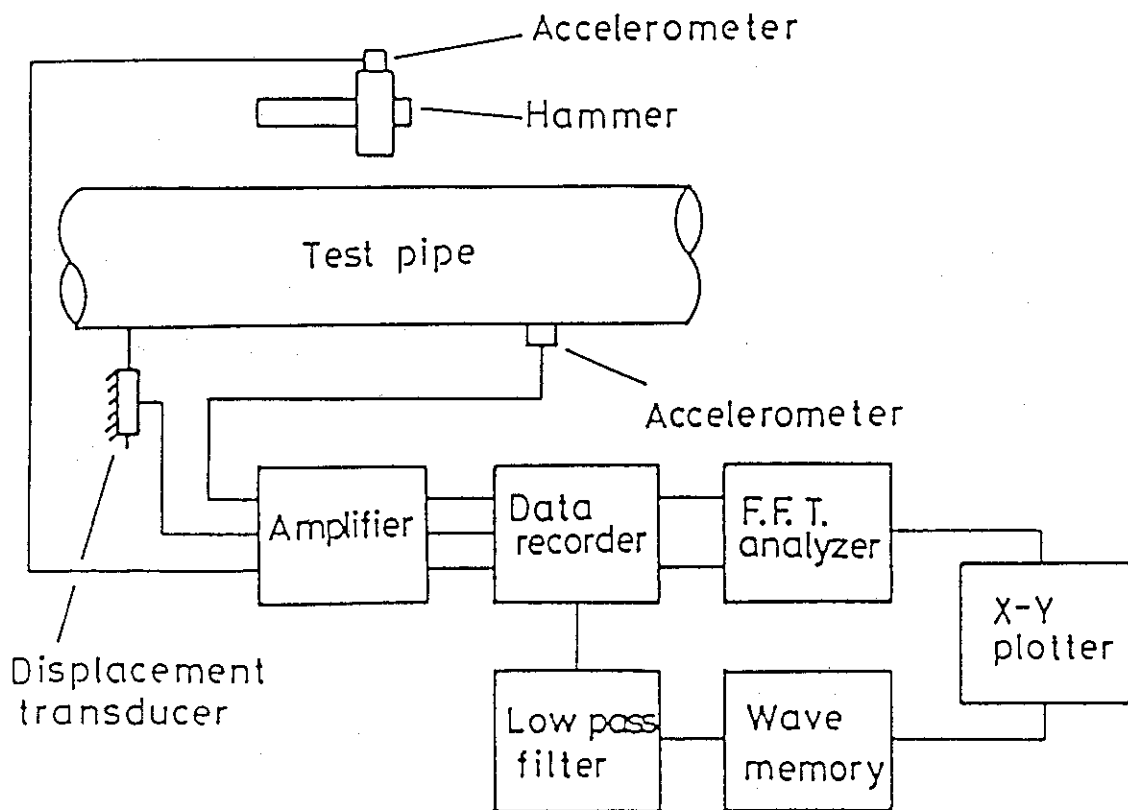 Accelerometer
Hammer
Test pipe
Accelerometer
Amplifier
Data
recorder
F.F.T.
analyzer
X-Y
plotter
Displacement
transducer
Low pass
filter
Wave
memory